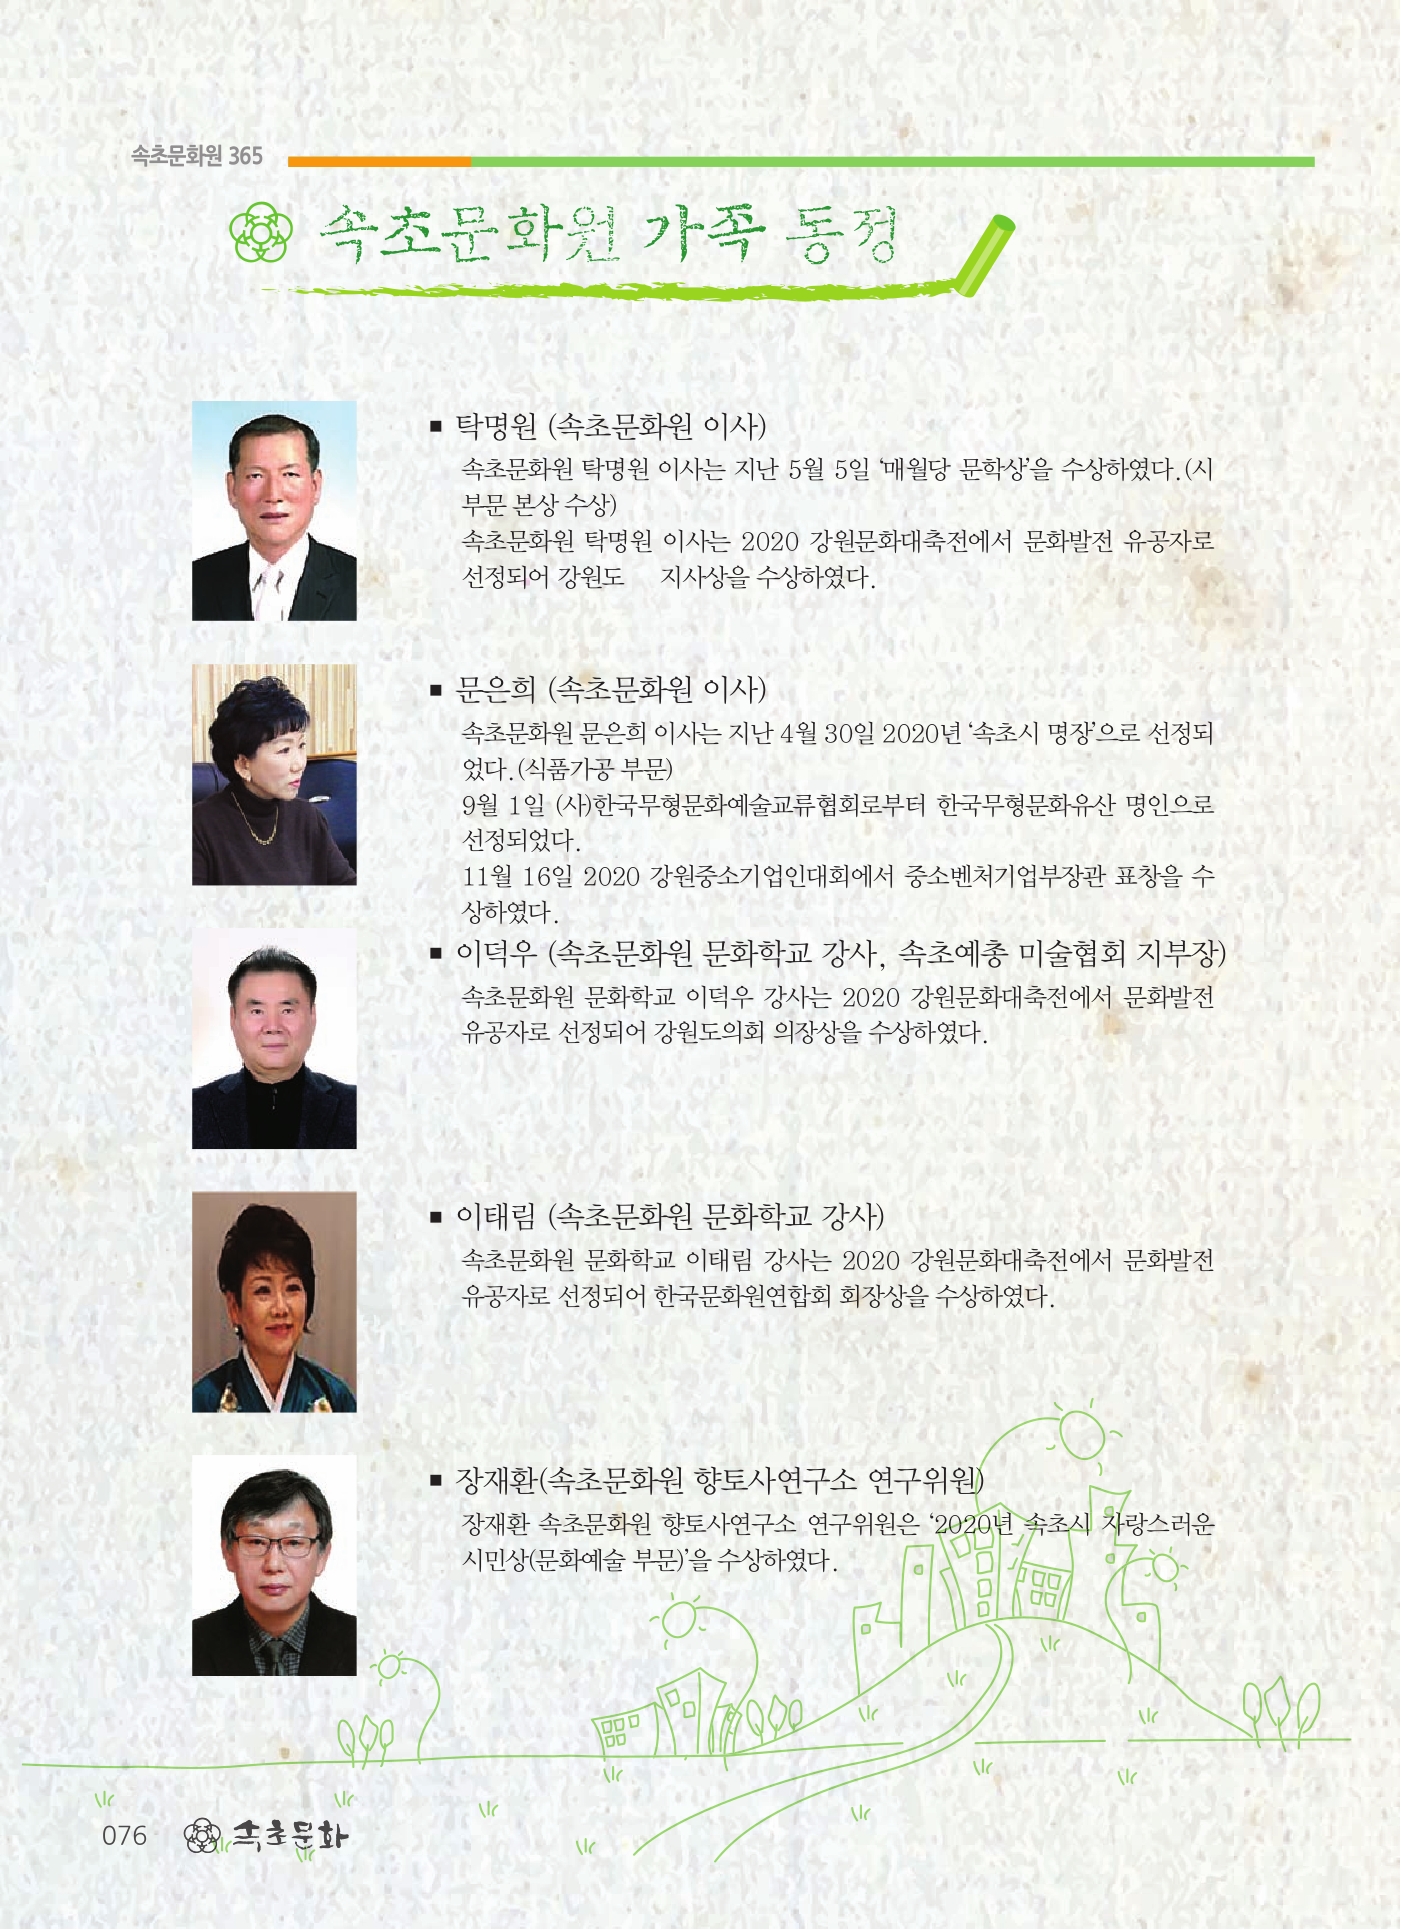 속초문화원 365
속초문화원 가족 동정
■ 탁명원 (속초문화원 이사)
속초문화원 탁명원 이사는 지난 5월 5일 ‘매월당 문학상’을 수상하였다.(시
부문 본상 수상)
속초문화원 탁명원 이사는 2020 강원문화대축전에서 문화발전 유공자로
선정되어 강원도 지사상을 수상하였다.
■ 문은희 (속초문화원 이사)
속초문화원 문은희 이사는 지난 4월 30일 2020년 ‘속초시 명장’으로 선정되
었다.(식품가공 부문)
9월 1일 (사)한국무형문화예술교류협회로부터 한국무형문화유산 명인으로
선정되었다.
11월 16일 2020 강원중소기업인대회에서 중소벤처기업부장관 표창을 수
상하였다.
■ 이덕우 (속초문화원 문화학교 강사, 속초예총 미술협회 지부장)
속초문화원 문화학교 이덕우 강사는 2020 강원문화대축전에서 문화발전
유공자로 선정되어 강원도의회 의장상을 수상하였다.
■ 이태림 (속초문화원 문화학교 강사)
속초문화원 문화학교 이태림 강사는 2020 강원문화대축전에서 문화발전
유공자로 선정되어 한국문화원연합회 회장상을 수상하였다.
■ 장재환(속초문화원 향토사연구소 연구위원)
장재환 속초문화원 향토사연구소 연구위원은 ‘2020년 속초시 자랑스러운
시민상(문화예술 부문)’을 수상하였다.
076 속초문화